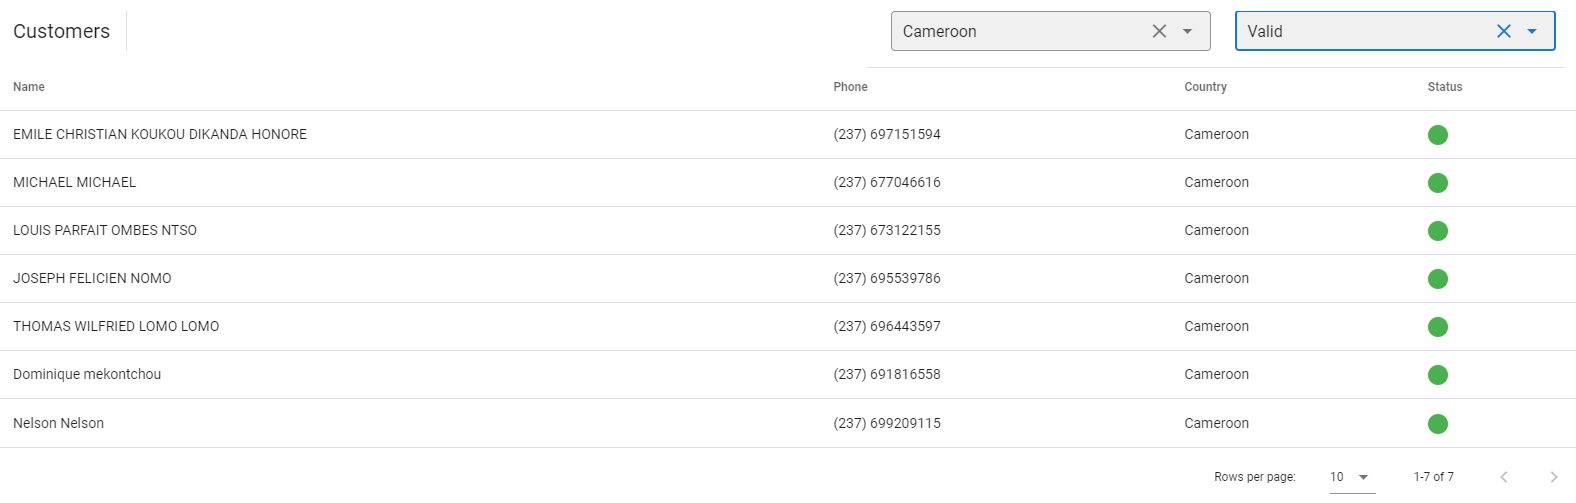 Customers
Cameroon
Valid
Name Phone Country Status
EMILE CHRISTIAN KOUKOU DIKANDA HONORE (237) 697151594 Cameroon
MICHAEL MICHAEL (237) 677046616 Cameroon
LOUIS PARFAIT OMBES NTSO (237) 673122155 Cameroon
JOSEPH FELICIEN NOMO (237) 695539786 Cameroon
THOMAS WILFRIED LOMO LOMO (237) 696443597 Cameroon
Dominique mekontchou (237) 691816558 Cameroon
Nelson Nelson (237) 699209115 Cameroon
Rows per page: 10 1-7 of 7